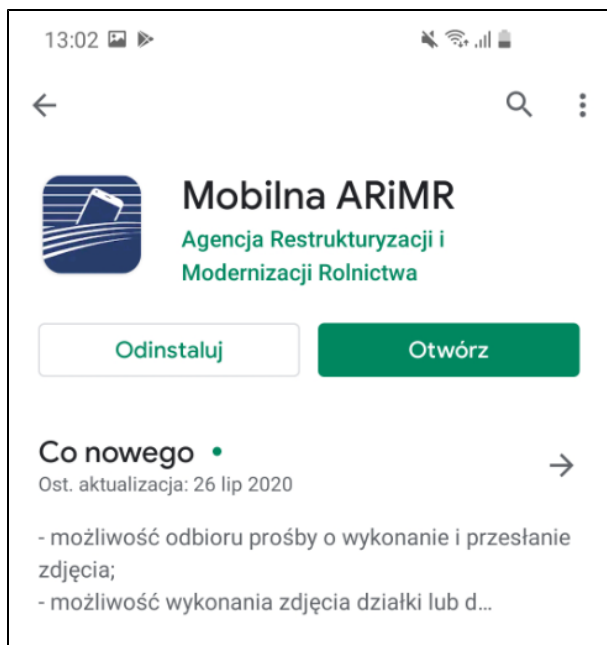 13:02
Mobilna ARiMR
Agencja Restrukturyzacji i
Modernizacji Rolnictwa
Odinstaluj
Otwórz
Co nowego
Ost. aktualizacja: 26 lip 2020
- możliwość odbioru prośby o wykonanie i przesłanie
zdjęcia;
- możliwość wykonania zdjęcia działki lub d...